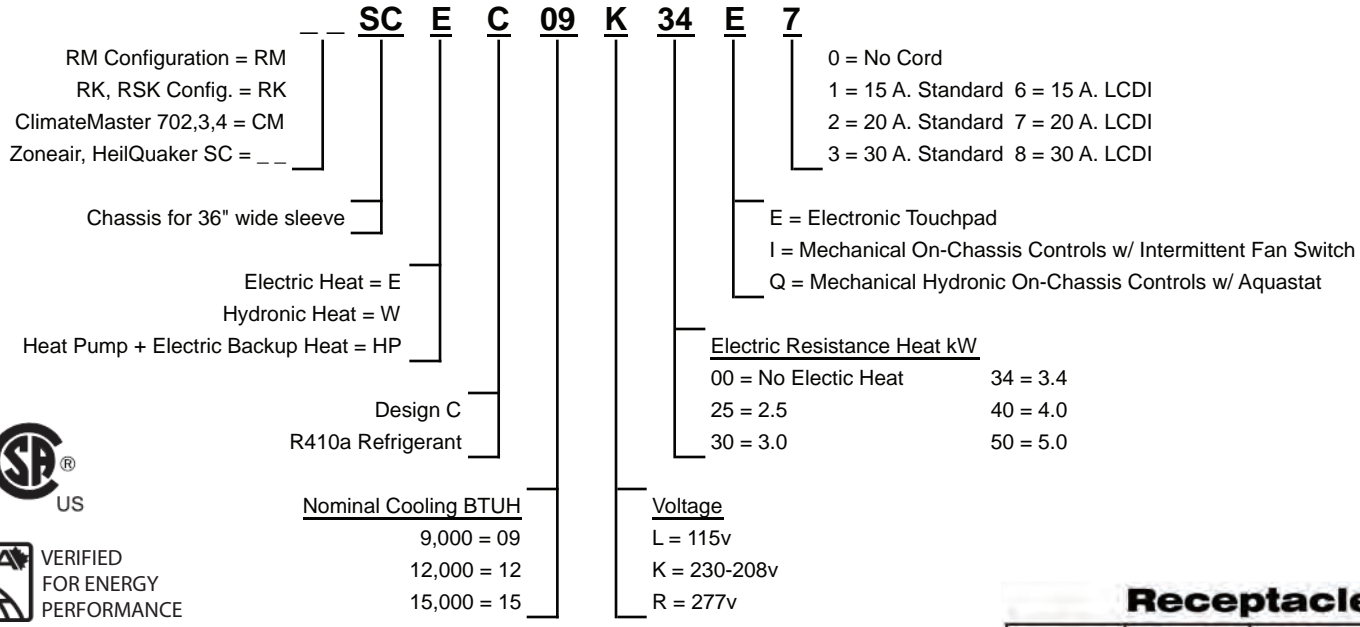 _ _ SC E C 09 K 34 E 7
RM Configuration = RM
RK, RSK Config. = RK
ClimateMaster 702,3,4 = CM
Zoneair, HeilQuaker SC = _ _
0 = No Cord
1 = 15 A. Standard 6 = 15 A. LCDI
2 = 20 A. Standard 7 = 20 A. LCDI
3 = 30 A. Standard 8 = 30 A. LCDI
Chassis for 36" wide sleeve
E = Electronic Touchpad
I = Mechanical On-Chassis Controls w/ Intermittent Fan Switch
Q = Mechanical Hydronic On-Chassis Controls w/ Aquastat
Electric Heat = E
Hydronic Heat = W
Heat Pump + Electric Backup Heat = HP
Electric Resistance Heat kW
00 = No Electic Heat 34 = 3.4
25 = 2.5 40 = 4.0
30 = 3.0 50 = 5.0
Design C
R410a Refrigerant
SA ®
US
Nominal Cooling BTUH
9,000 = 09
12,000 = 12
15,000 = 15
Voltage
L = 115v
K = 230-208v
R = 277v
VERIFIED
FOR ENERGY
PERFORMANCE
Receptacle